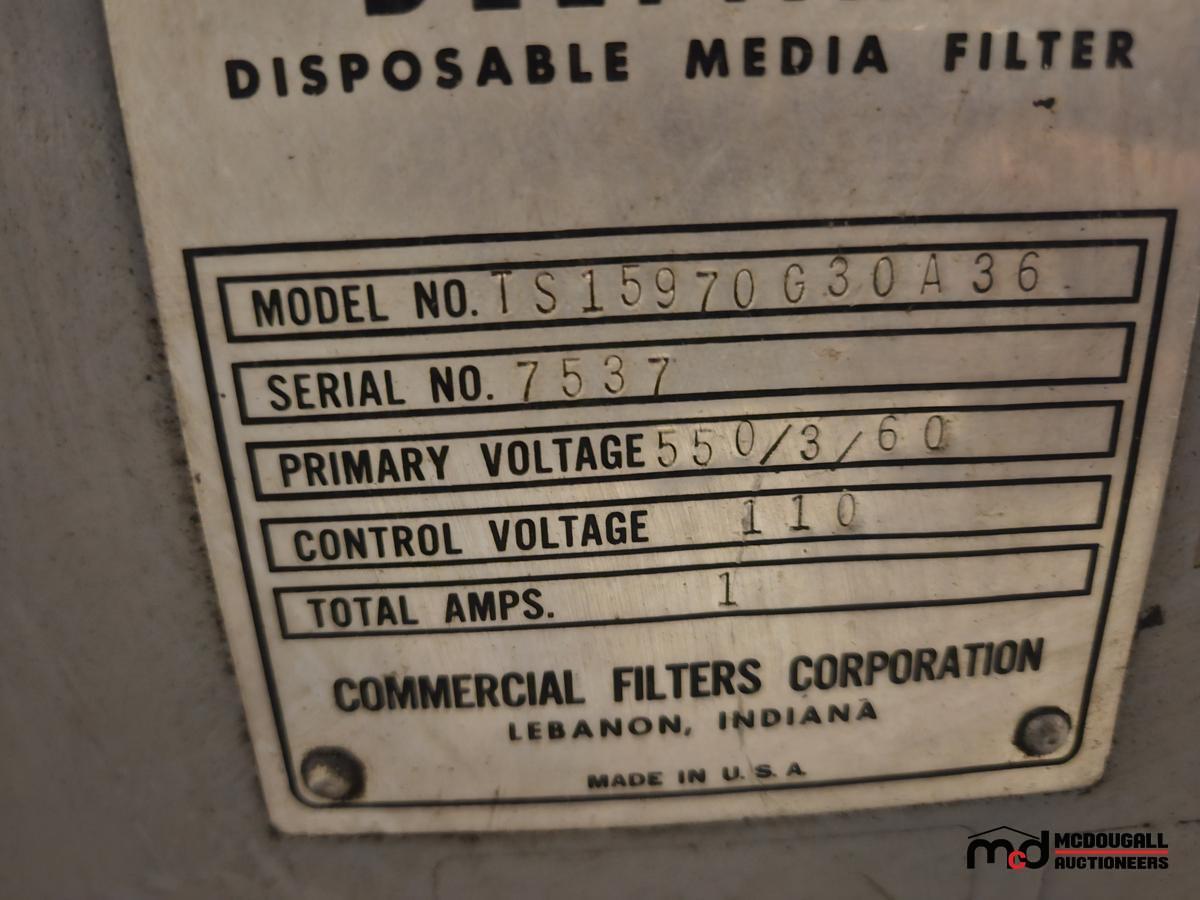 DISPOSABLE MEDIA FILTER
MODEL NO. TS15970G30A36
SERIAL NO. 7537
PRIMARY VOLTAGE 550/3/60
CONTROL VOLTAGE 110
TOTAL AMPS. 1
COMMERCIAL FILTERS CORPORATION
LEBANON, INDIANA
MADE IN U.S.A.
mcd MCDOUGALL
AUCTIONEERS